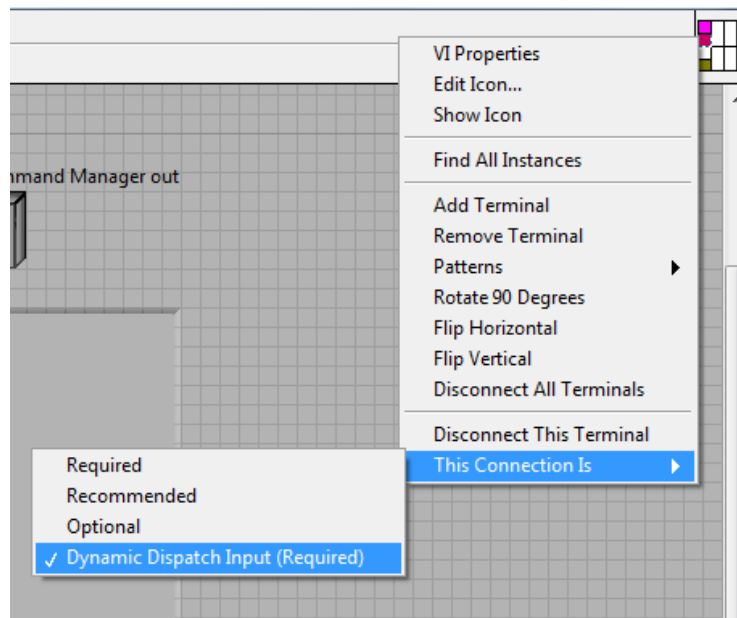 mmand Manager out
VI Properties
Edit Icon...
Show Icon
Find All Instances
Add Terminal
Remove Terminal
Patterns
Rotate 90 Degrees
Flip Horizontal
Flip Vertical
Disconnect All Terminals
Disconnect This Terminal
This Connection Is
Required
Recommended
Optional
✓ Dynamic Dispatch Input (Required)